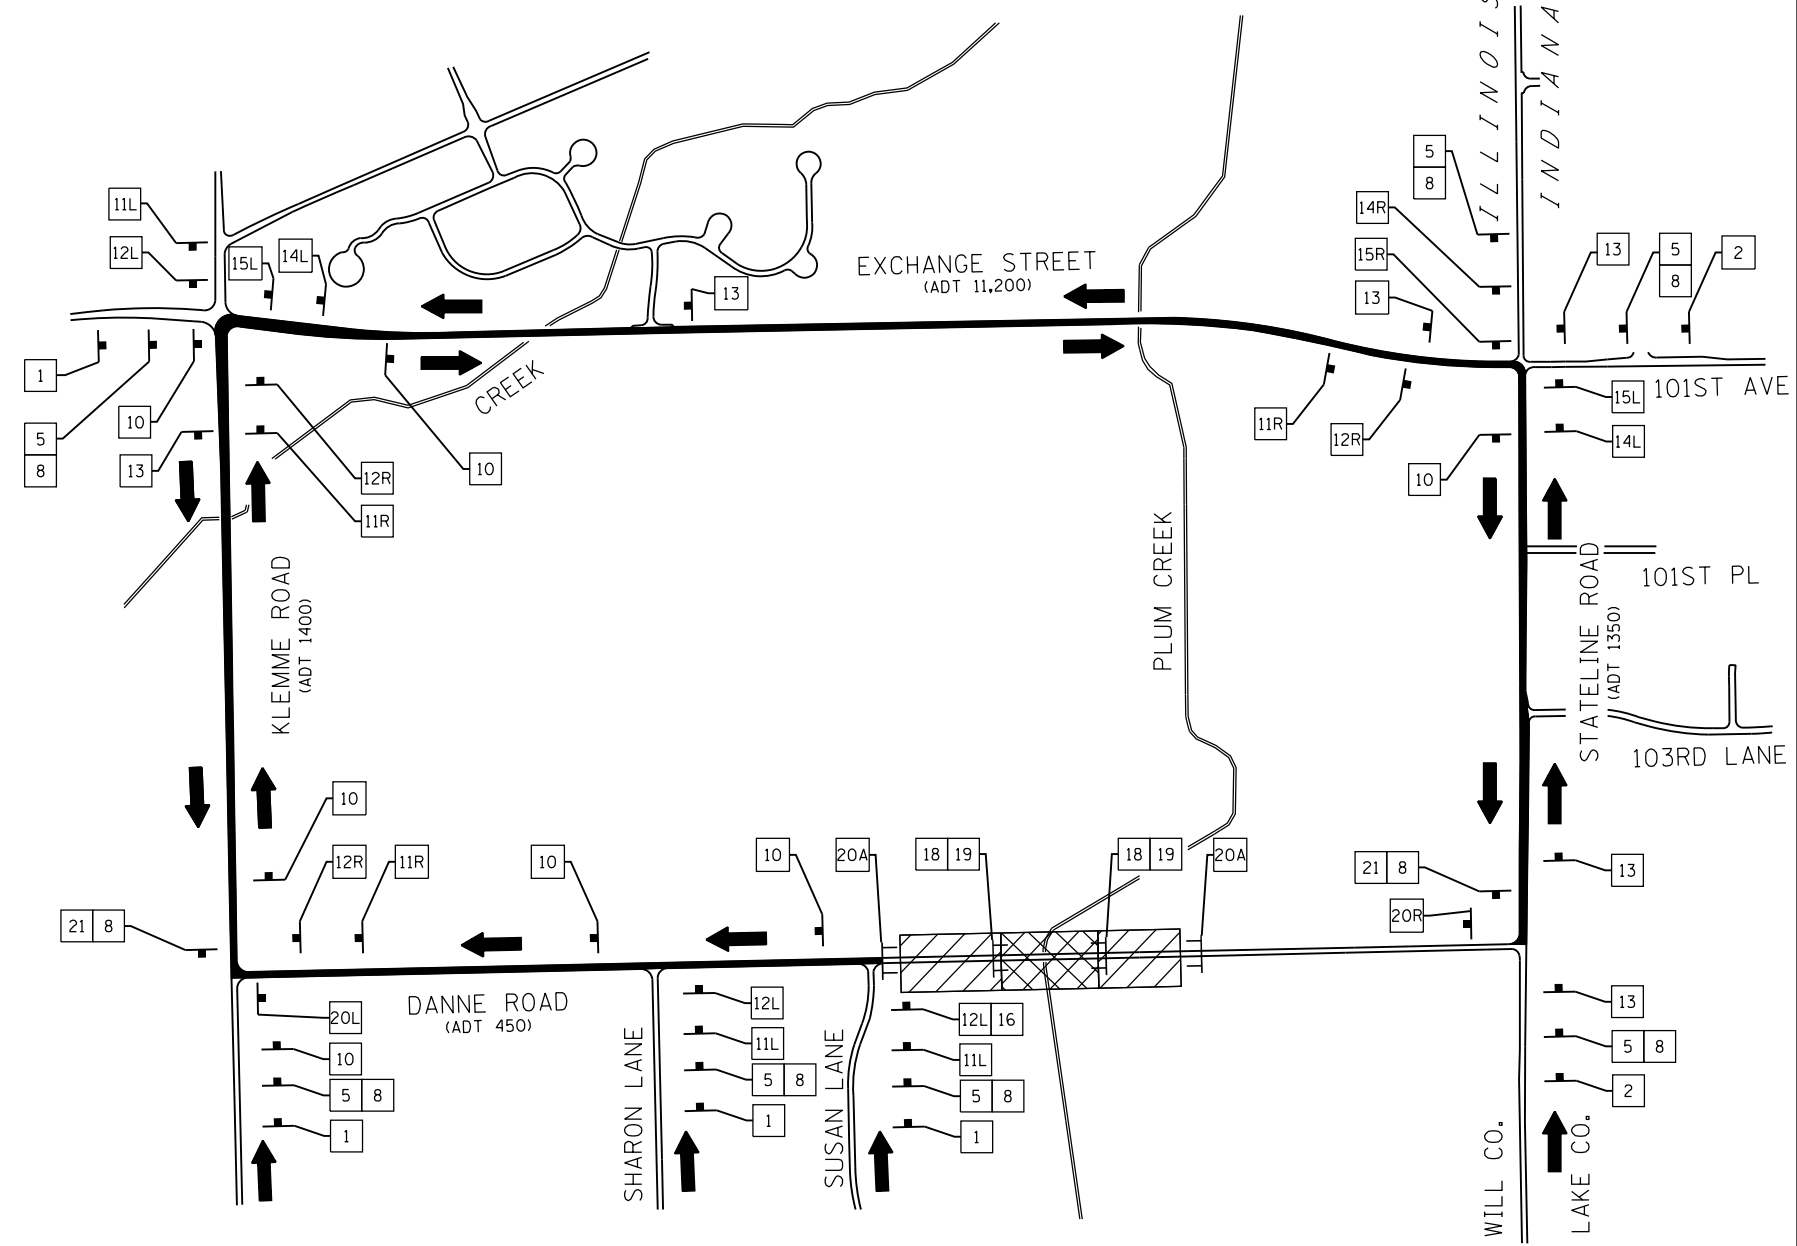 ILLINOIS
INDIANA
5
8
11L
14R
12L
15L
14L
EXCHANGE STREET
(ADT 11,200)
15R
13
5
8
2
13
13
1
101ST AVE
15L
10
11R
12R
14L
5
8
13
CREEK
12R
10
10
11R
PLUM CREEK
101ST PL
KLEMME ROAD
(ADT 1400)
STATELINE ROAD
(ADT 1350)
103RD LANE
10
12R
11R
10
10
20A
18 19
18 19
20A
21 8
13
21 8
20R
DANNE ROAD
(ADT 450)
20L
12L
12L 16
13
10
11L
11L
5 8
5 8
5 8
5 8
2
1
1
1
SHARON LANE
SUSAN LANE
WILL CO.
LAKE CO.